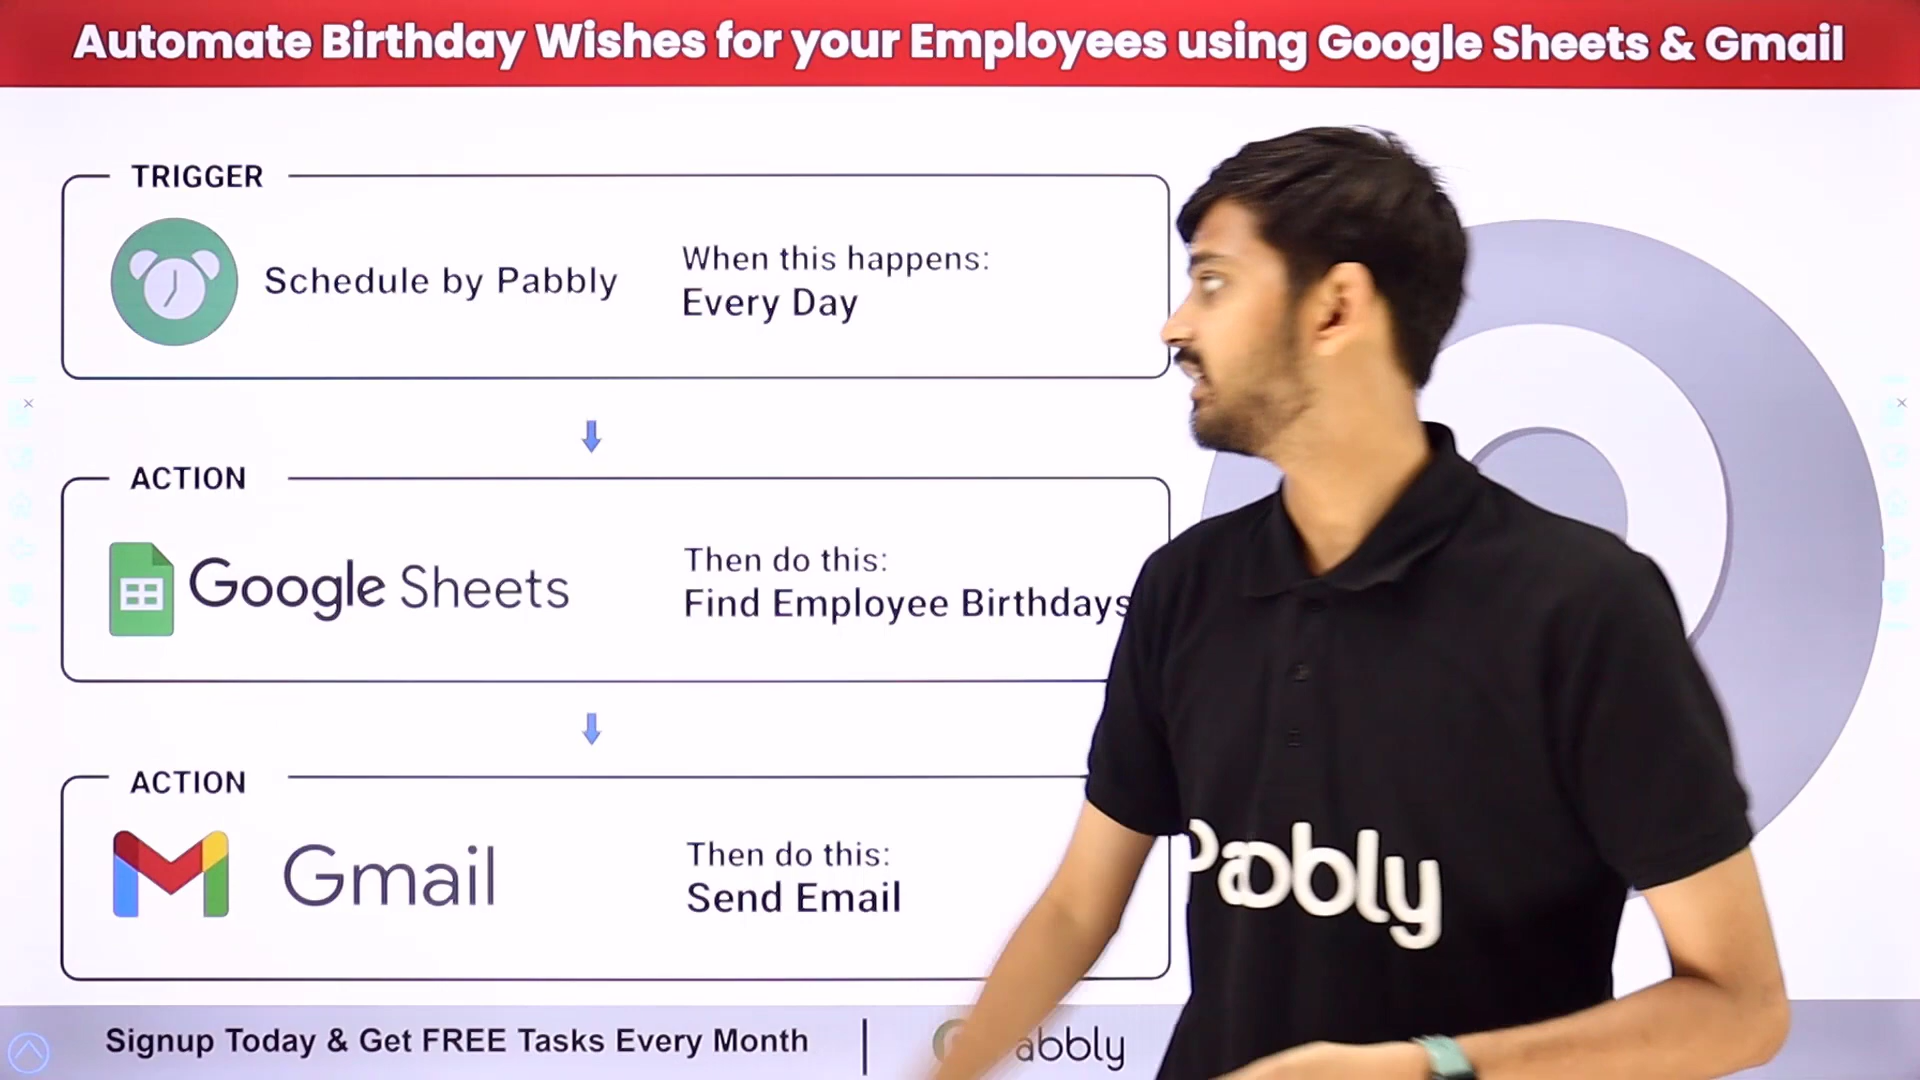 Automate Birthday Wishes for your Employees using Google Sheets & Gmail
TRIGGER
Schedule by Pabbly
When this happens:
Every Day
ACTION
Google Sheets
Then do this:
Find Employee Birthdays
ACTION
Gmail
Then do this:
Send Email
Pabbly
Signup Today & Get FREE Tasks Every Month
abbly